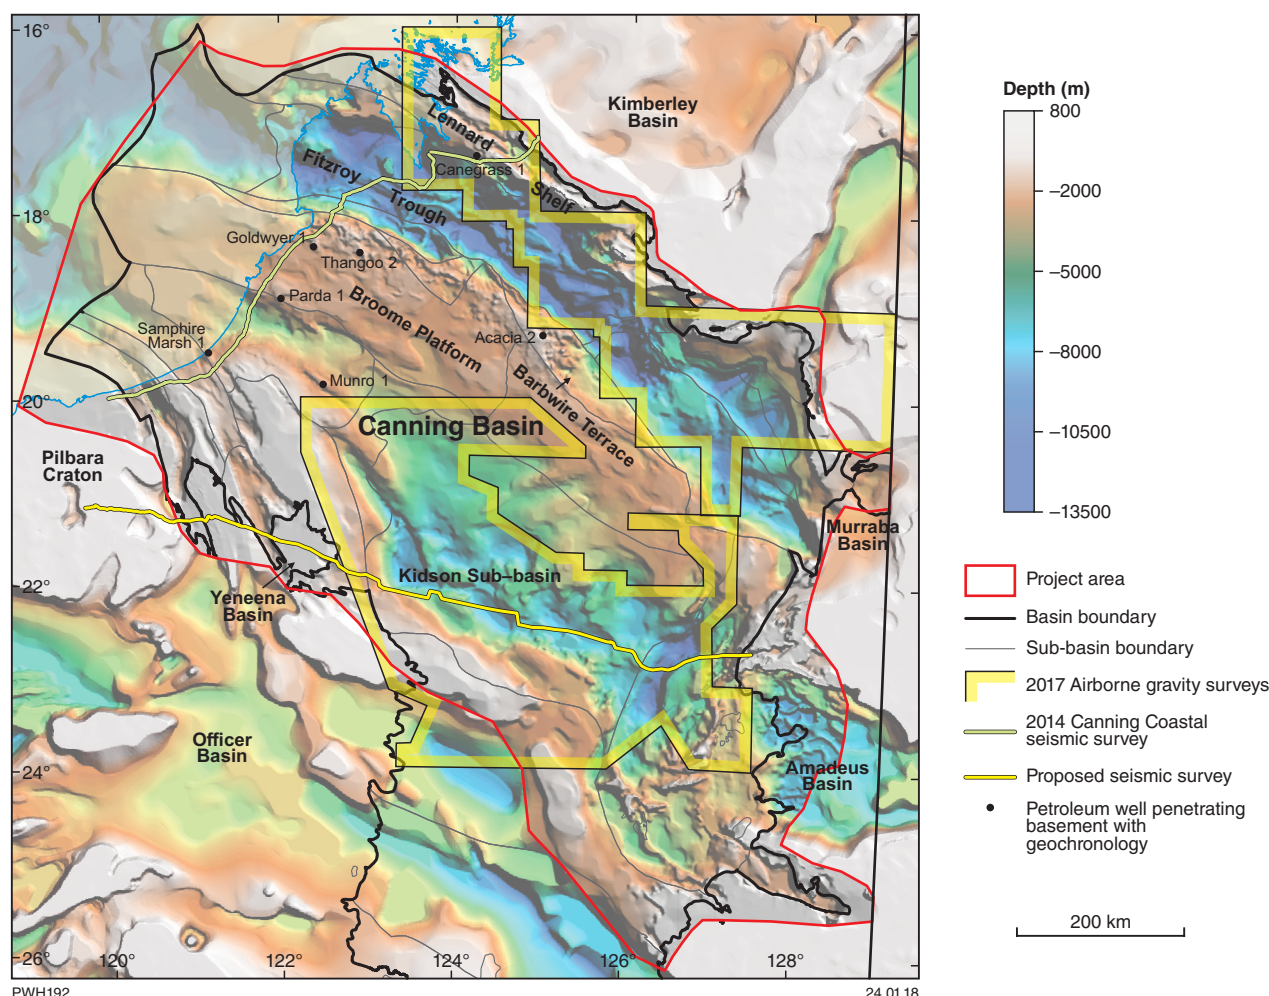 16°
18°
20°
22°
24°
26°
120°
122°
124°
126°
128°
Kimberley
Basin
Lennard
Shelf
Fitzroy
Trough
Canegrass 1
Goldwyer 1
Thangoo 2
Parda 1
Broome Platform
Samphire
Marsh 1
Acacia 2
Munro 1
Barbwire Terrace
Canning Basin
Pilbara
Craton
Murraba
Basin
Kidson Sub–basin
Yeneena
Basin
Officer
Basin
Amadeus
Basin
PWH192
24.01.18
Depth (m)
800
–2000
–5000
–8000
–10500
–13500
Project area
Basin boundary
Sub-basin boundary
2017 Airborne gravity surveys
2014 Canning Coastal
seismic survey
Proposed seismic survey
Petroleum well penetrating
basement with
geochronology
200 km